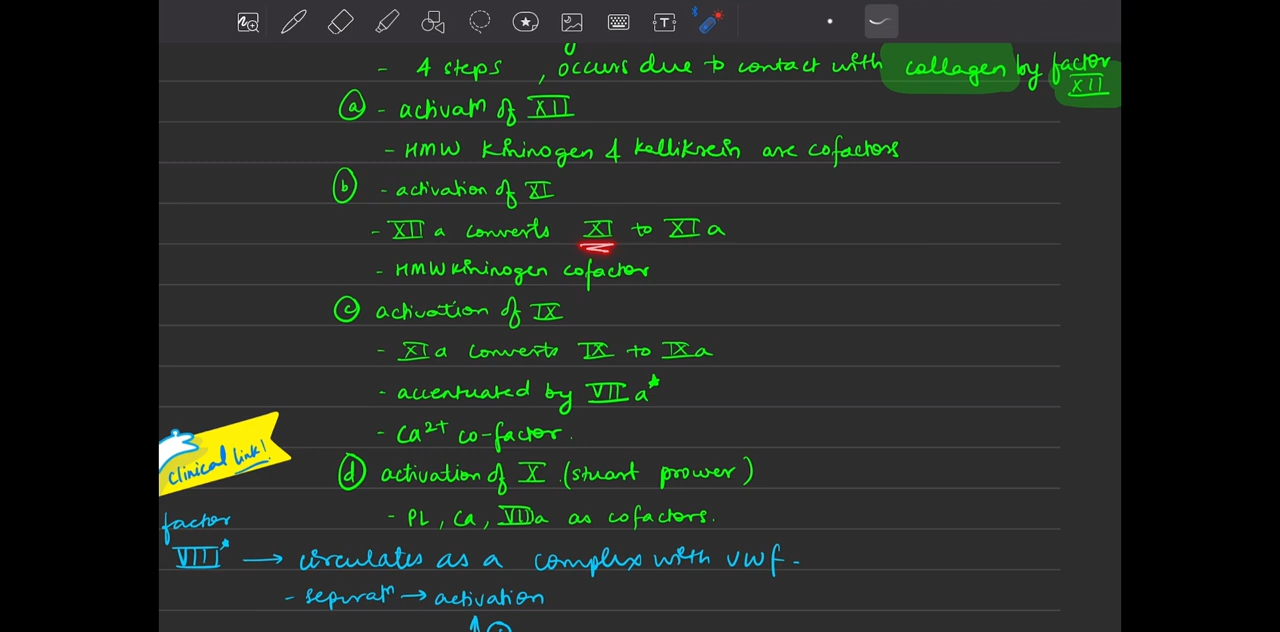 - 4 steps , occurs due to contact with collagen by factor XII
(a) - activatn of XII
- HMW Kininogen & Kallikrein are cofactors
(b) - activation of XI
- XII a converts XI to XI a
- HMW Kininogen cofactor
(c) activation of IX
- XI a converts IX to IX a
- accentuated by VII a*
- Ca2+ co-factor.
(d) activation of X (stuart prower)
- PL, Ca, VIII a as cofactors.
clinical link!
factor
VIII* → circulates as a complex with vwf.
- separatn → activation